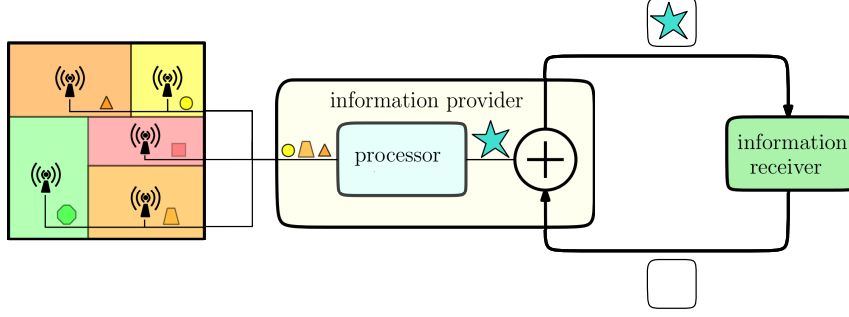 information provider
processor
information
receiver